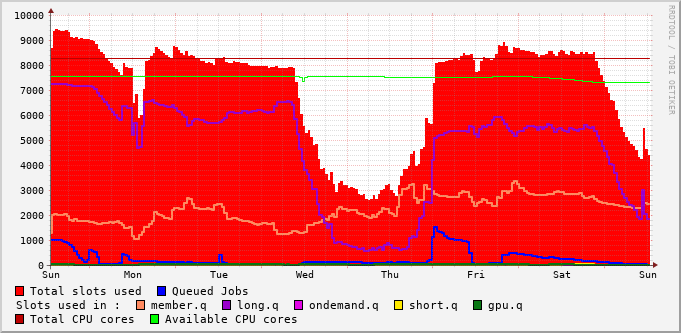 10000
9000
8000
7000
6000
5000
4000
3000
2000
1000
0
Sun Mon Tue Wed Thu Fri Sat Sun
RRDTOOL / TOBI OETIKER
Total slots used Queued Jobs
Slots used in : member.q long.q ondemand.q short.q gpu.q
Total CPU cores Available CPU cores